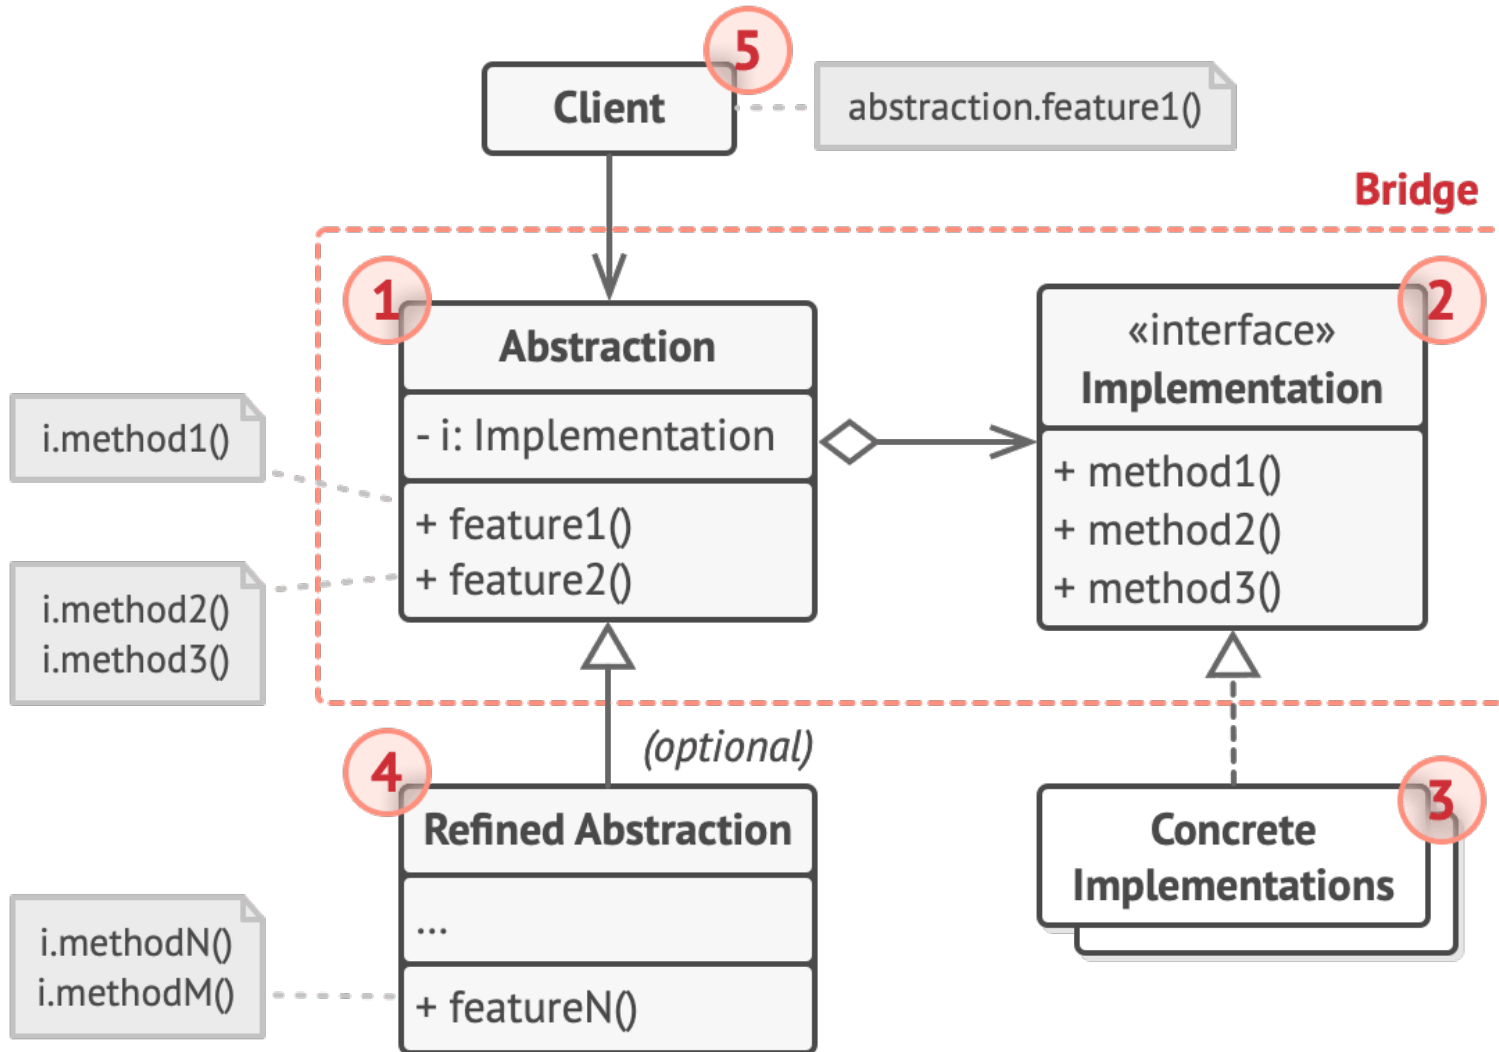 5
Client
abstraction.feature1()
Bridge
1
Abstraction
- i: Implementation
+ feature1()
+ feature2()
2
«interface»
Implementation
+ method1()
+ method2()
+ method3()
i.method1()
i.method2()
i.method3()
(optional)
4
Refined Abstraction
...
+ featureN()
3
Concrete
Implementations
i.methodN()
i.methodM()